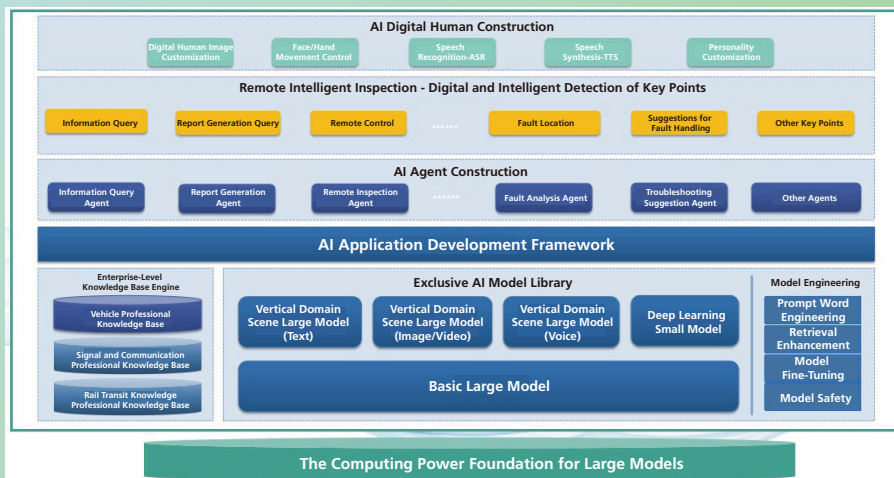 AI Digital Human Construction
Digital Human Image
Customization
Face/Hand
Movement Control
Speech
Recognition-ASR
Speech
Synthesis-TTS
Personality
Customization
Remote Intelligent Inspection - Digital and Intelligent Detection of Key Points
Information Query
Report Generation Query
Remote Control
......
Fault Location
Suggestions for
Fault Handling
Other Key Points
AI Agent Construction
Information Query
Agent
Report Generation
Agent
Remote Inspection
Agent
......
Fault Analysis Agent
Troubleshooting
Suggestion Agent
Other Agents
AI Application Development Framework
Enterprise-Level
Knowledge Base Engine
Vehicle Professional
Knowledge Base
Signal and Communication
Professional Knowledge Base
Rail Transit Knowledge
Professional Knowledge Base
Exclusive AI Model Library
Vertical Domain
Scene Large Model
(Text)
Vertical Domain
Scene Large Model
(Image/Video)
Vertical Domain
Scene Large Model
(Voice)
Deep Learning
Small Model
Basic Large Model
Model Engineering
Prompt Word
Engineering
Retrieval
Enhancement
Model
Fine-Tuning
Model Safety
The Computing Power Foundation for Large Models